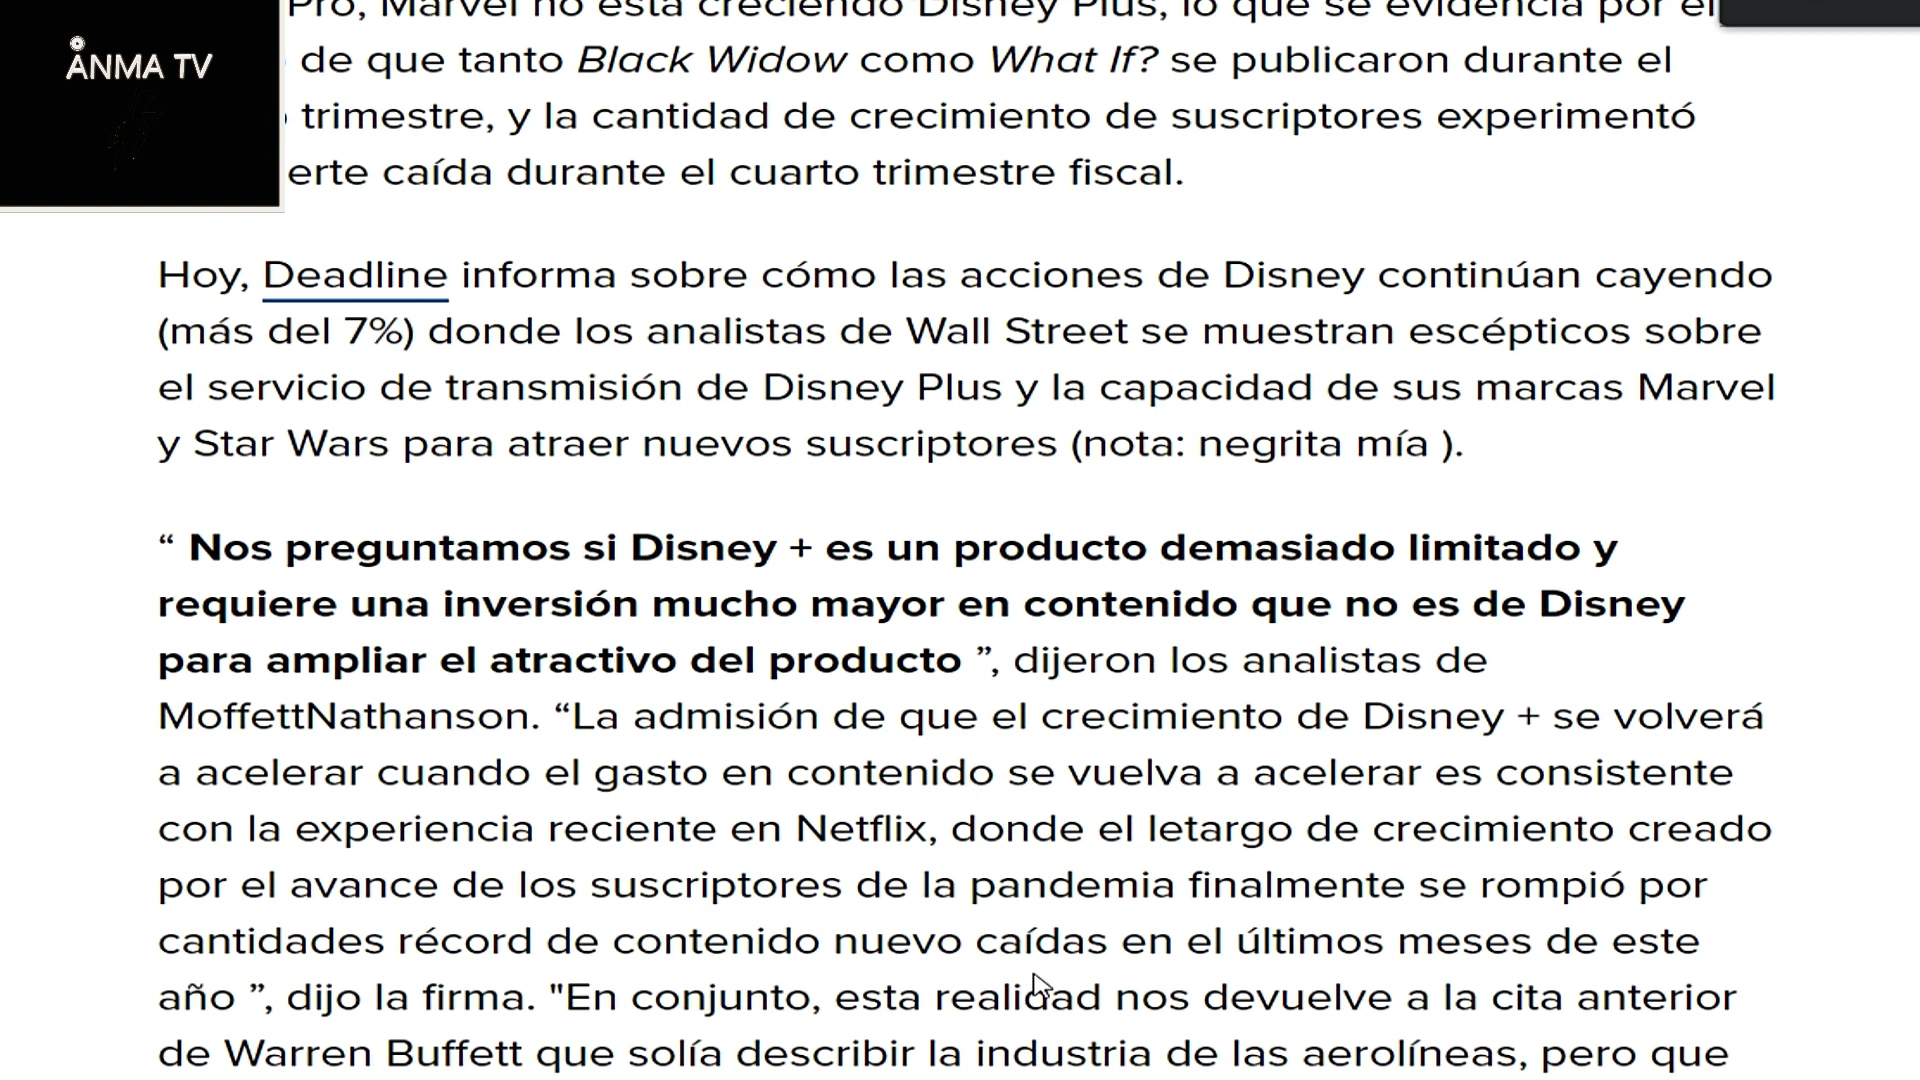 Pro, Marvel no está creciendo Disney Plus, lo que se evidencia por el
ANMA TV
de que tanto Black Widow como What If? se publicaron durante el
trimestre, y la cantidad de crecimiento de suscriptores experimentó
erte caída durante el cuarto trimestre fiscal.
Hoy, Deadline informa sobre cómo las acciones de Disney continúan cayendo
(más del 7%) donde los analistas de Wall Street se muestran escépticos sobre
el servicio de transmisión de Disney Plus y la capacidad de sus marcas Marvel
y Star Wars para atraer nuevos suscriptores (nota: negrita mía ).
“ Nos preguntamos si Disney + es un producto demasiado limitado y
requiere una inversión mucho mayor en contenido que no es de Disney
para ampliar el atractivo del producto ”, dijeron los analistas de
MoffettNathanson. “La admisión de que el crecimiento de Disney + se volverá
a acelerar cuando el gasto en contenido se vuelva a acelerar es consistente
con la experiencia reciente en Netflix, donde el letargo de crecimiento creado
por el avance de los suscriptores de la pandemia finalmente se rompió por
cantidades récord de contenido nuevo caídas en el últimos meses de este
año ”, dijo la firma. "En conjunto, esta realidad nos devuelve a la cita anterior
de Warren Buffett que solía describir la industria de las aerolíneas, pero que